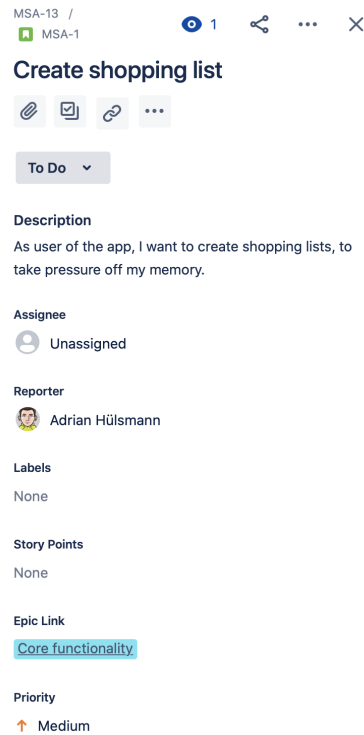 MSA-13 /
MSA-1
1
Create shopping list
To Do
Description
As user of the app, I want to create shopping lists, to
take pressure off my memory.
Assignee
Unassigned
Reporter
Adrian Hülsmann
Labels
None
Story Points
None
Epic Link
Core functionality
Priority
Medium